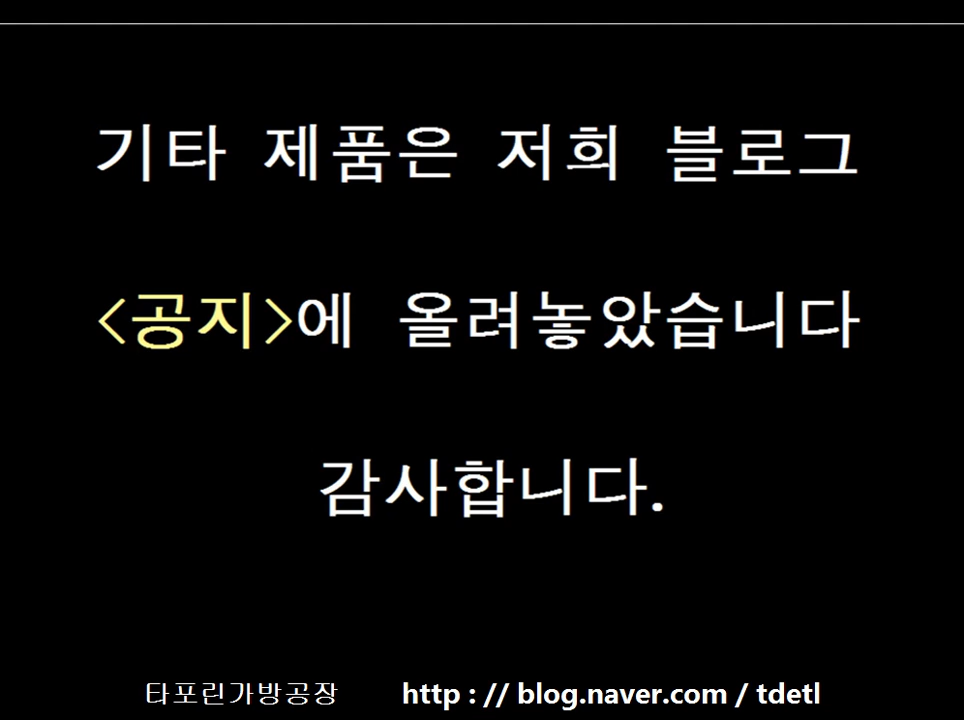 기타 제품은 저희 블로그
<공지>에 올려놓았습니다
감사합니다.
타포린가방공장 http : // blog.naver.com / tdetl